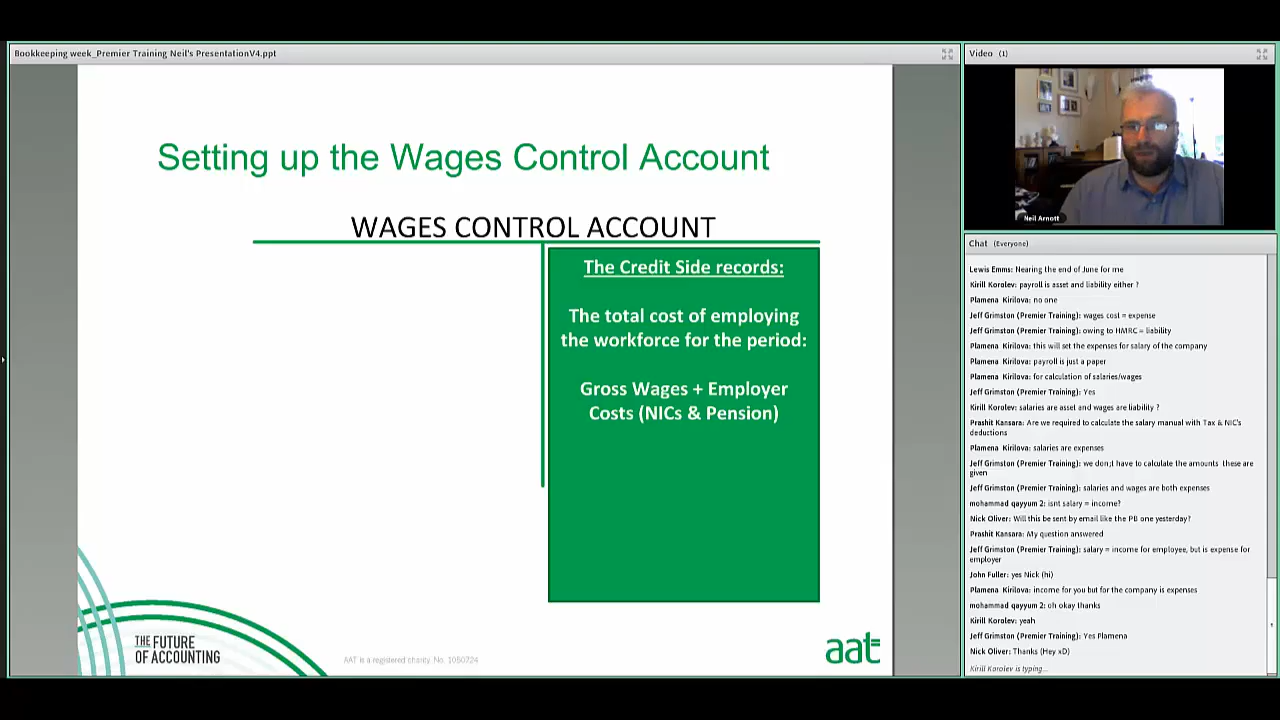 Bookkeeping week_Premier Training Neil's PresentationV4.ppt
Setting up the Wages Control Account
WAGES CONTROL ACCOUNT
The Credit Side records:
The total cost of employing
the workforce for the period:
Gross Wages + Employer
Costs (NICs & Pension)
THE FUTURE
OF ACCOUNTING
AAT is a registered charity. No. 1050724
aat
Video (1)
Neil Arnott
Chat (Everyone)
Lewis Emms: Nearing the end of June for me
Kirill Korolev: payroll is asset and liability either ?
Plamena Kirilova: no one
Jeff Grimston (Premier Training): wages cost = expense
Jeff Grimston (Premier Training): owing to HMRC = liability
Plamena Kirilova: this will set the expenses for salary of the company
Plamena Kirilova: payroll is just a paper
Plamena Kirilova: for calculation of salaries/wages
Jeff Grimston (Premier Training): Yes
Kirill Korolev: salaries are asset and wages are liability ?
Prashit Kansara: Are we required to calculate the salary manual with Tax & NIC's
deductions
Plamena Kirilova: salaries are expenses
Jeff Grimston (Premier Training): we don;t have to calculate the amounts these are
given
Jeff Grimston (Premier Training): salaries and wages are both expenses
mohammad qayyum 2: isnt salary = income?
Nick Oliver: Will this be sent by email like the PB one yesterday?
Prashit Kansara: My question answered
Jeff Grimston (Premier Training): salary = income for employee, but is expense for
employer
John Fuller: yes Nick (hi)
Plamena Kirilova: income for you but for the company is expenses
mohammad qayyum 2: oh okay thanks
Kirill Korolev: yeah
Jeff Grimston (Premier Training): Yes Plamena
Nick Oliver: Thanks (Hey xD)
Kirill Korolev is typing...